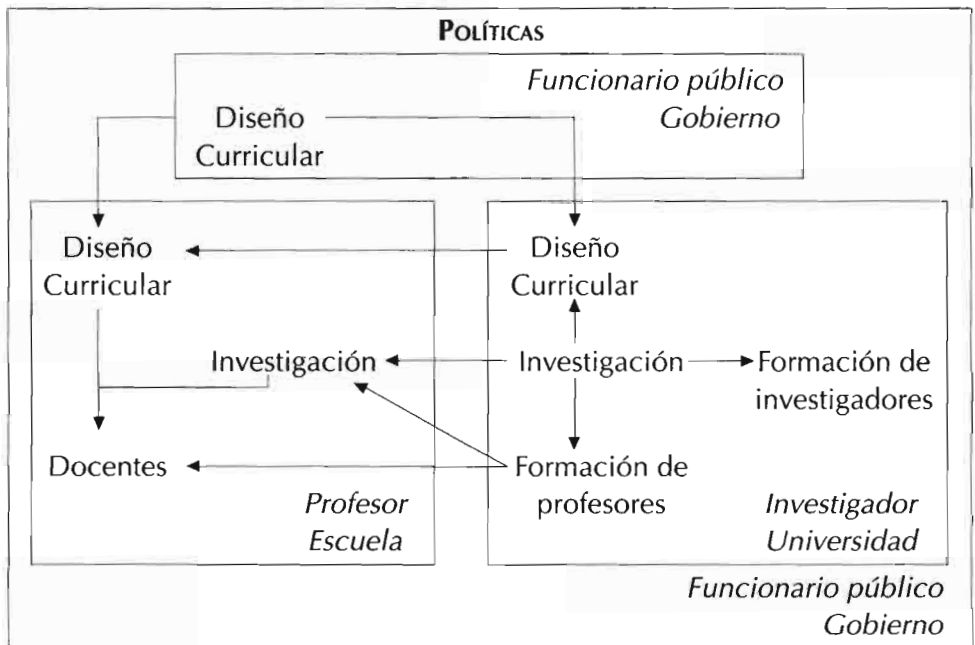 POLÍTICAS
Funcionario público
Gobierno
Diseño
Curricular
Diseño
Curricular
Diseño
Curricular
Investigación
Investigación
Formación de
investigadores
Docentes
Formación de
profesores
Profesor
Escuela
Investigador
Universidad
Funcionario público
Gobierno